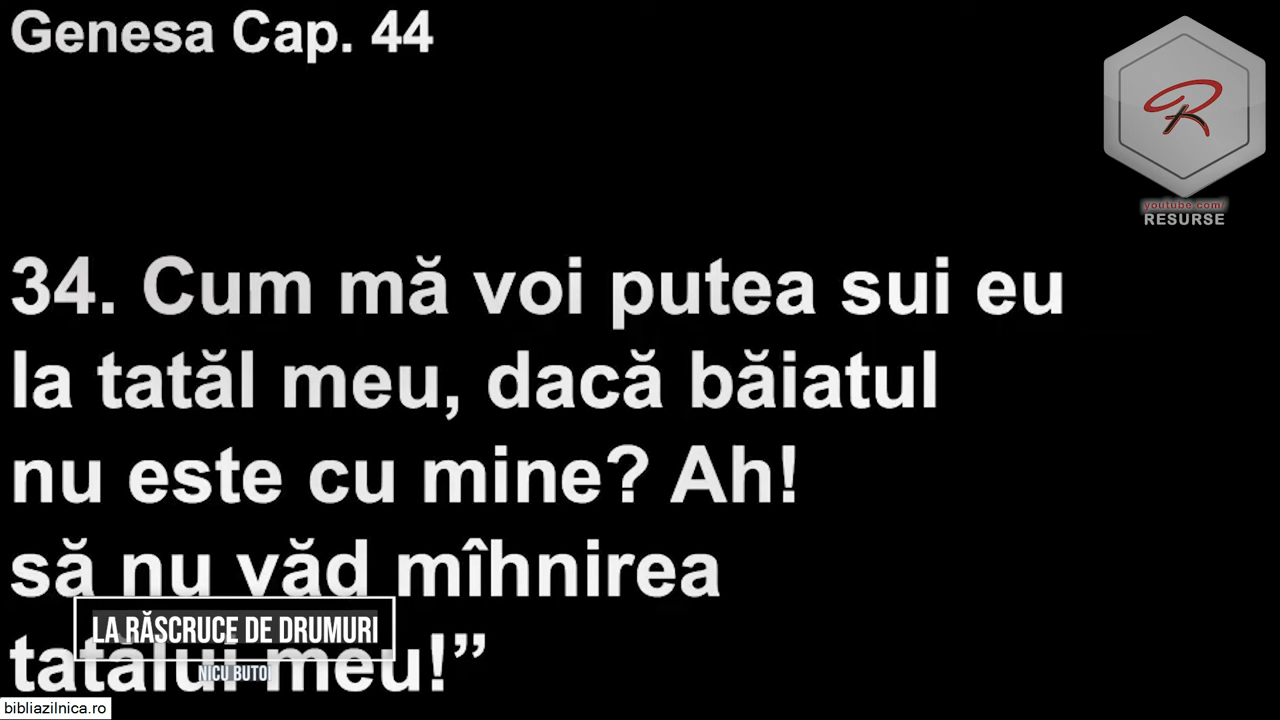 Genesa Cap. 44
youtube.com/
RESURSE
34. Cum mă voi putea sui eu
la tatăl meu, dacă băiatul
nu este cu mine? Ah!
să nu văd mîhnirea
tatălui meu!”
LA RĂSCRUCE DE DRUMURI
NICU BUTOI
bibliazilnica.ro